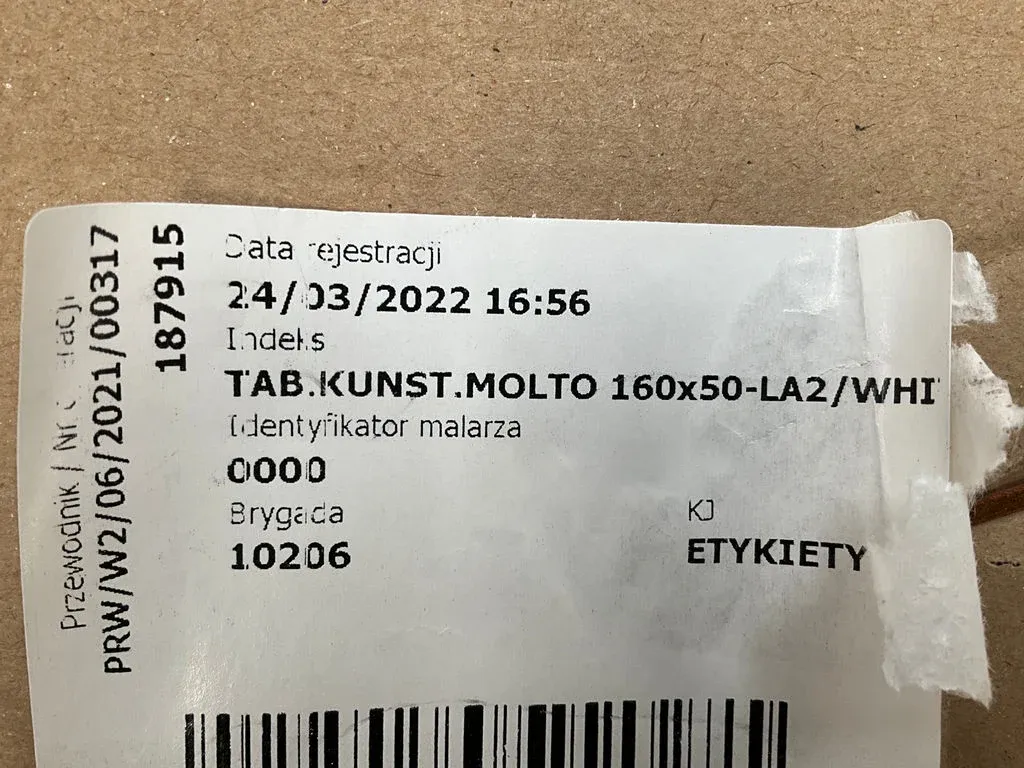 Przewodnik / Nr
PRW/W2/06/2021/00317
187915
Data rejestracji
24/03/2022 16:56
Indeks
TAB.KUNST.MOLTO 160x50-LA2/WHI
Identyfikator malarza
0000
Brygada
10206
KJ
ETYKIETY